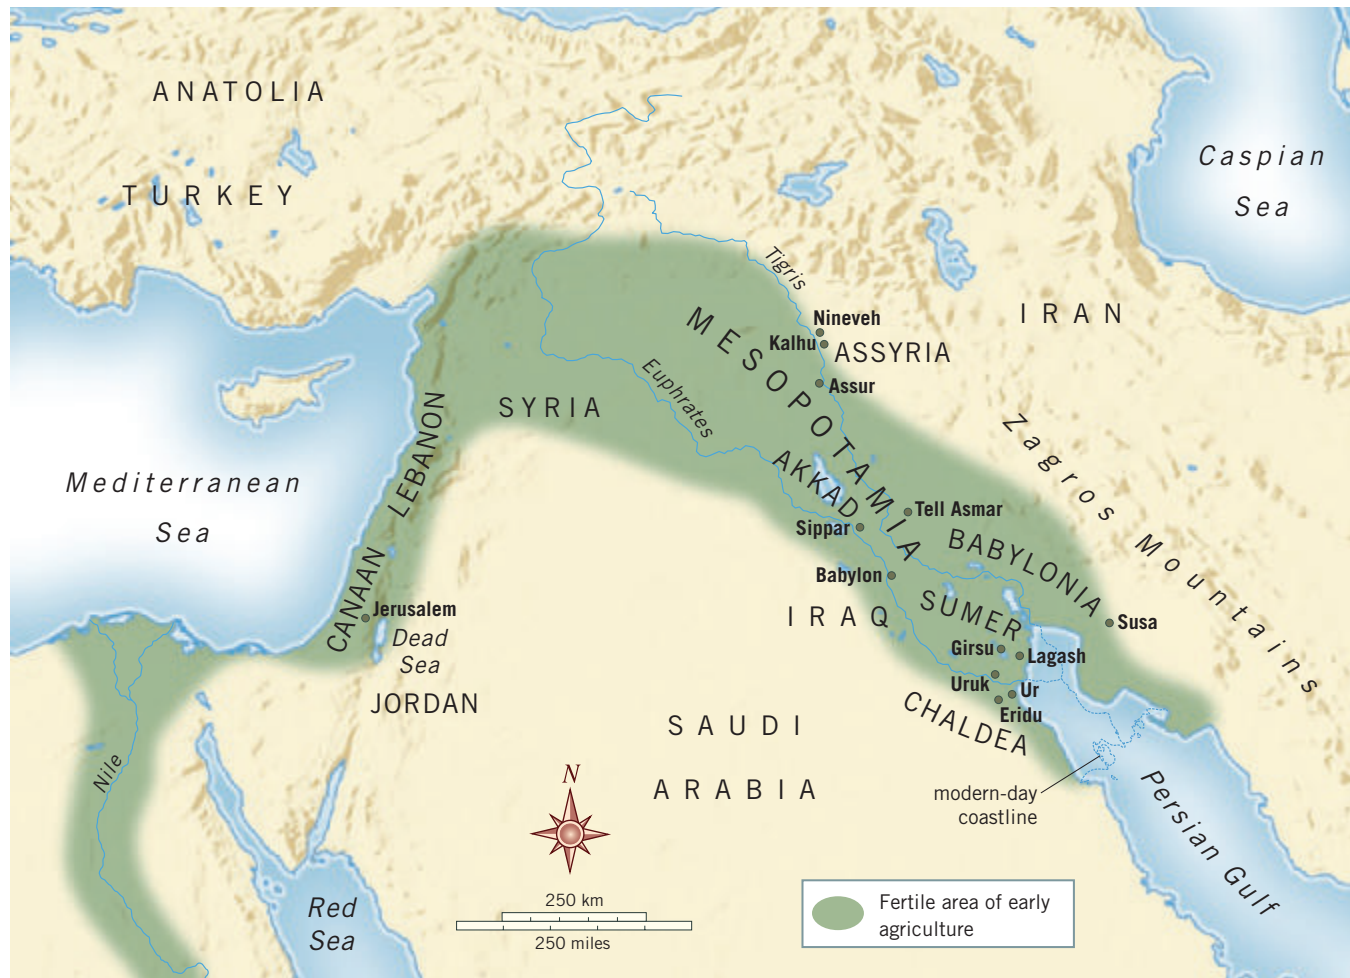 ANATOLIA
TURKEY
Caspian
Sea
Tigris
IRAN
Nineveh
Kalhu
ASSYRIA
MESOPOTAMIA
Assur
Euphrates
SYRIA
LEBANON
Zagros Mountains
Mediterranean
Sea
AKKAD
Tell Asmar
Sippar
BABYLONIA
Babylon
CANAAN
Jerusalem
SUMER
IRAQ
Susa
Dead
Sea
Girsu
Lagash
Uruk
Ur
Eridu
JORDAN
CHALDEA
SAUDI
ARABIA
Nile
modern-day
coastline
Persian Gulf
N
Red
Sea
250 km
250 miles
Fertile area of early
agriculture